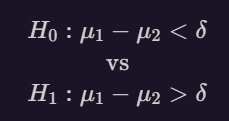 H₀ : μ₁ − μ₂ < δ
vs
H₁ : μ₁ − μ₂ > δ